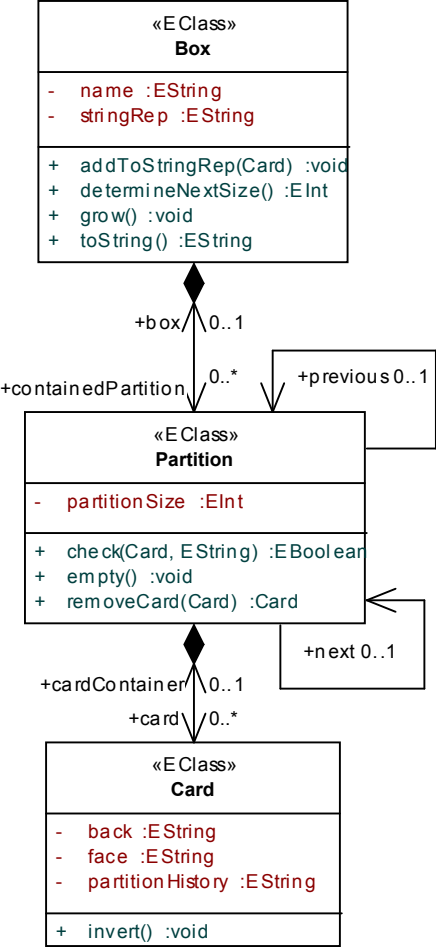 «EClass»
Box
- name :EString
- stringRep :EString
+ addToStringRep(Card) :void
+ determineNextSize() :EInt
+ grow() :void
+ toString() :EString
+box 0..1
+containedPartition 0..*
+previous 0..1
«EClass»
Partition
- partitionSize :EInt
+ check(Card, EString) :EBoolean
+ empty() :void
+ removeCard(Card) :Card
+next 0..1
+cardContainer 0..1
+card 0..*
«EClass»
Card
- back :EString
- face :EString
- partitionHistory :EString
+ invert() :void